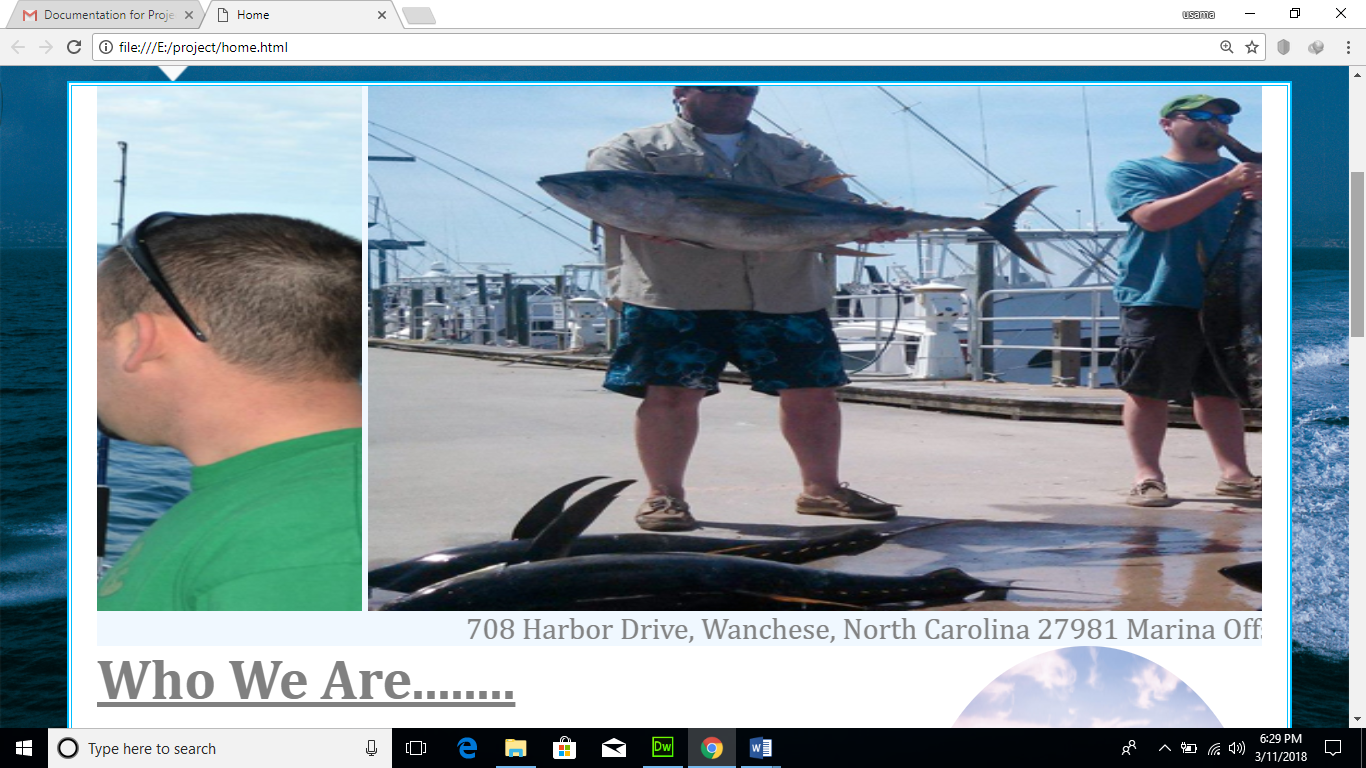 Documentation for Proje
Home
usama
file:///E:/project/home.html
708 Harbor Drive, Wanchese, North Carolina 27981 Marina Off
Who We Are........
Type here to search
Dw
6:29 PM
3/11/2018